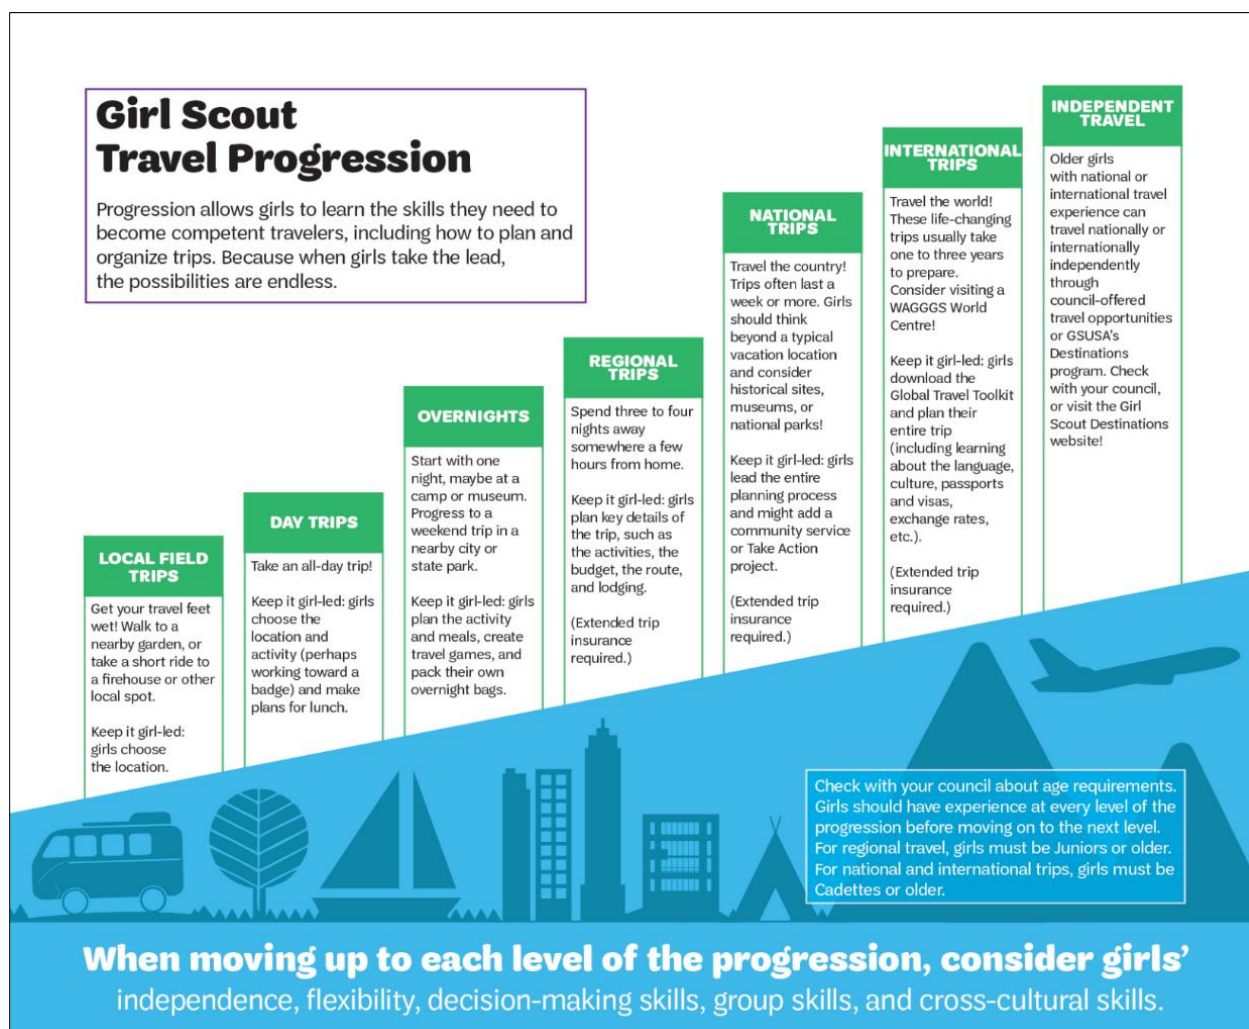 Girl Scout
Travel Progression
Progression allows girls to learn the skills they need to
become competent travelers, including how to plan and
organize trips. Because when girls take the lead,
the possibilities are endless.
LOCAL FIELD
TRIPS
Get your travel feet
wet! Walk to a
nearby garden, or
take a short ride to
a firehouse or other
local spot.
Keep it girl-led:
girls choose
the location.
DAY TRIPS
Take an all-day trip!
Keep it girl-led: girls
choose the
location and
activity (perhaps
working toward a
badge) and make
plans for lunch.
OVERNIGHTS
Start with one
night, maybe at a
camp or museum.
Progress to a
weekend trip in a
nearby city or
state park.
Keep it girl-led: girls
plan the activity
and meals, create
travel games, and
pack their own
overnight bags.
REGIONAL
TRIPS
Spend three to four
nights away
somewhere a few
hours from home.
Keep it girl-led: girls
plan key details of
the trip, such as
the activities, the
budget, the route,
and lodging.
(Extended trip
insurance
required.)
NATIONAL
TRIPS
Travel the country!
Trips often last a
week or more. Girls
should think
beyond a typical
vacation location
and consider
historical sites,
museums, or
national parks!
Keep it girl-led: girls
lead the entire
planning process
and might add a
community service
or Take Action
project.
(Extended trip
insurance
required.)
INTERNATIONAL
TRIPS
Travel the world!
These life-changing
trips usually take
one to three years
to prepare.
Consider visiting a
WAGGGS World
Centre!
Keep it girl-led: girls
download the
Global Travel Toolkit
and plan their
entire trip
(including learning
about the language,
culture, passports
and visas,
exchange rates,
etc.).
(Extended trip
insurance
required.)
INDEPENDENT
TRAVEL
Older girls
with national or
international travel
experience can
travel nationally or
internationally
independently
through
council-offered
travel opportunities
or GSUSA's
Destinations
program. Check
with your council,
or visit the Girl
Scout Destinations
website!
Check with your council about age requirements.
Girls should have experience at every level of the
progression before moving on to the next level.
For regional travel, girls must be Juniors or older.
For national and international trips, girls must be
Cadettes or older.
When moving up to each level of the progression, consider girls'
independence, flexibility, decision-making skills, group skills, and cross-cultural skills.